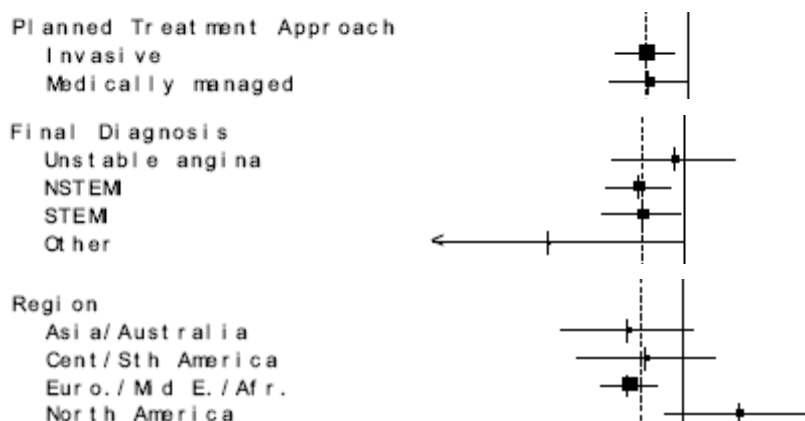 Planned Treatment Approach
Invasive
Medically managed
Final Diagnosis
Unstable angina
NSTEMI
STEMI
Other
Region
Asia/Australia
Cent/Sth America
Euro./Mid E./Afr.
North America